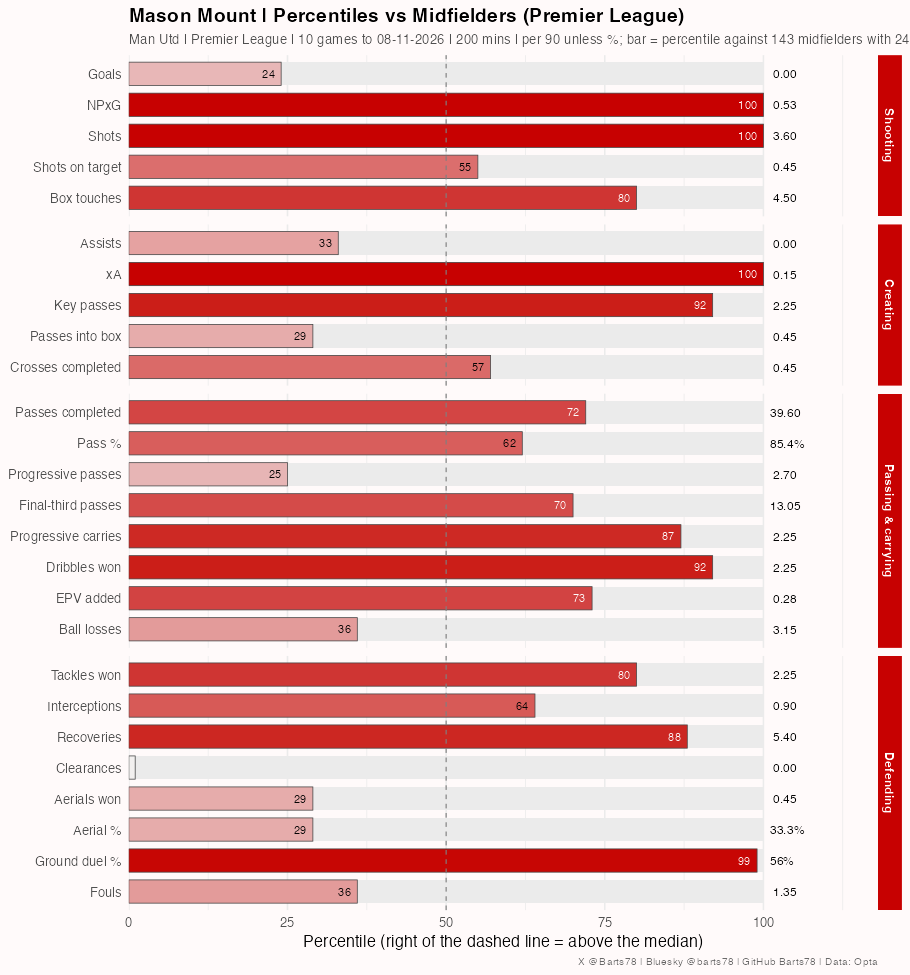 Mason Mount | Percentiles vs Midfielders (Premier League)
Man Utd | Premier League | 10 games to 08-11-2026 | 200 mins | per 90 unless %; bar = percentile against 143 midfielders with 24
Shooting
Goals 24 0.00
NPxG 100 0.53
Shots 100 3.60
Shots on target 55 0.45
Box touches 80 4.50
Creating
Assists 33 0.00
xA 100 0.15
Key passes 92 2.25
Passes into box 29 0.45
Crosses completed 57 0.45
Passing & carrying
Passes completed 72 39.60
Pass % 62 85.4%
Progressive passes 25 2.70
Final-third passes 70 13.05
Progressive carries 87 2.25
Dribbles won 92 2.25
EPV added 73 0.28
Ball losses 36 3.15
Defending
Tackles won 80 2.25
Interceptions 64 0.90
Recoveries 88 5.40
Clearances 0.00
Aerials won 29 0.45
Aerial % 29 33.3%
Ground duel % 99 56%
Fouls 36 1.35
0 25 50 75 100
Percentile (right of the dashed line = above the median)
X @Barts78 | Bluesky @barts78 | GitHub Barts78 | Data: Opta